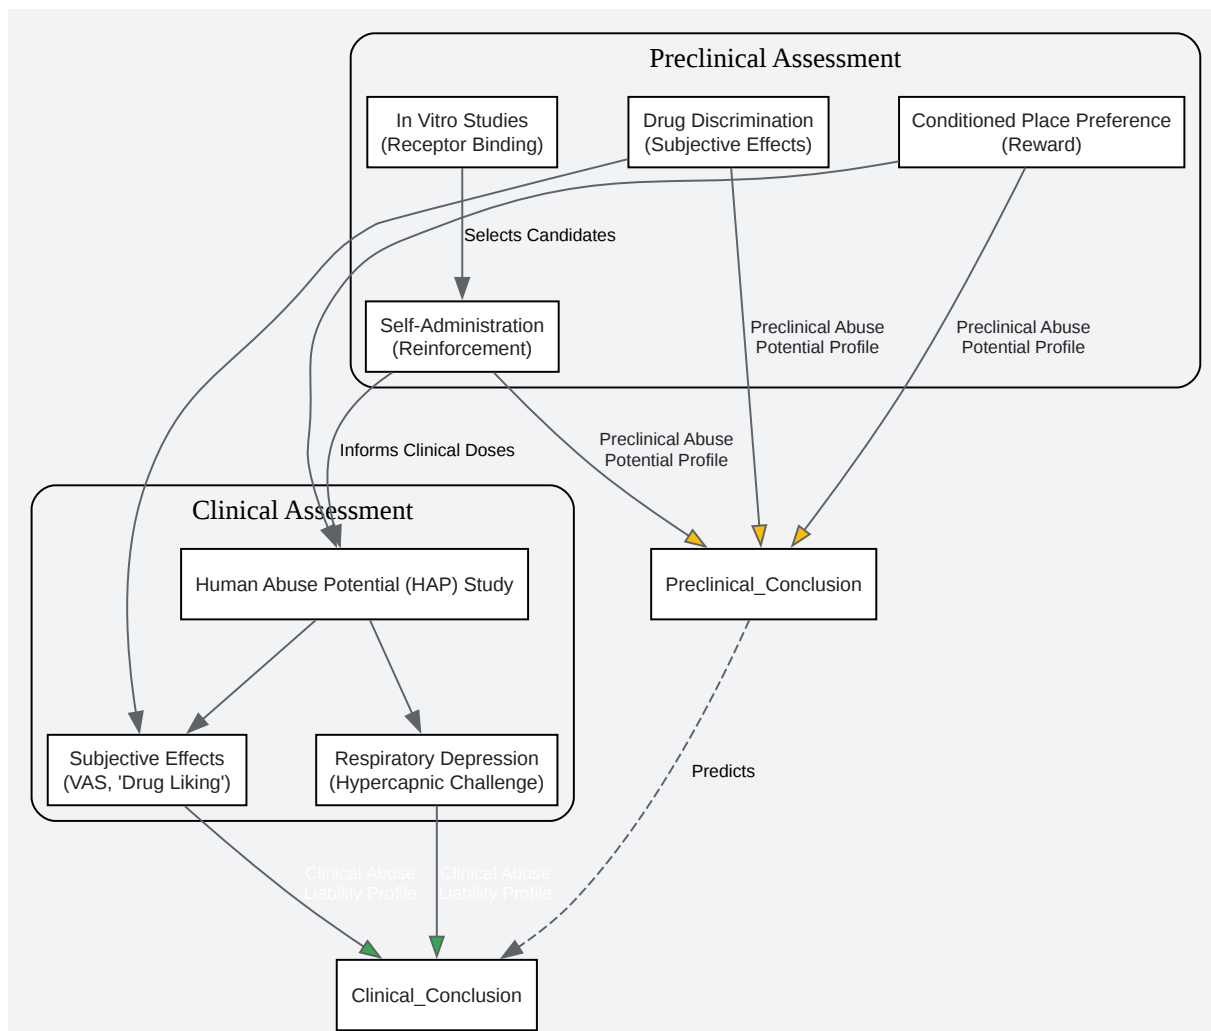 Preclinical Assessment
In Vitro Studies
(Receptor Binding)
Drug Discrimination
(Subjective Effects)
Conditioned Place Preference
(Reward)
Selects Candidates
Self-Administration
(Reinforcement)
Preclinical Abuse
Potential Profile
Preclinical Abuse
Potential Profile
Informs Clinical Doses
Preclinical Abuse
Potential Profile
Clinical Assessment
Human Abuse Potential (HAP) Study
Preclinical_Conclusion
Subjective Effects
(VAS, 'Drug Liking')
Respiratory Depression
(Hypercapnic Challenge)
Predicts
Clinical Abuse
Liability Profile
Clinical Abuse
Liability Profile
Clinical_Conclusion